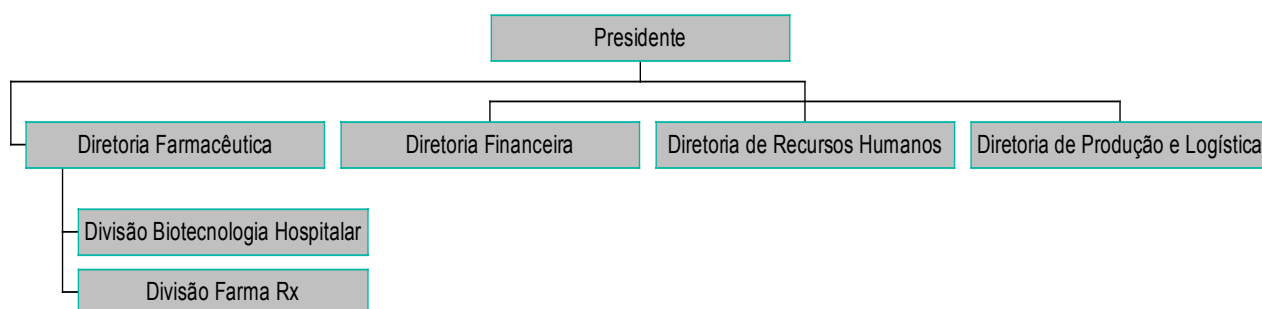 Presidente
Diretoria Farmacêutica
Diretoria Financeira
Diretoria de Recursos Humanos
Diretoria de Produção e Logística
Divisão Biotecnologia Hospitalar
Divisão Farma Rx